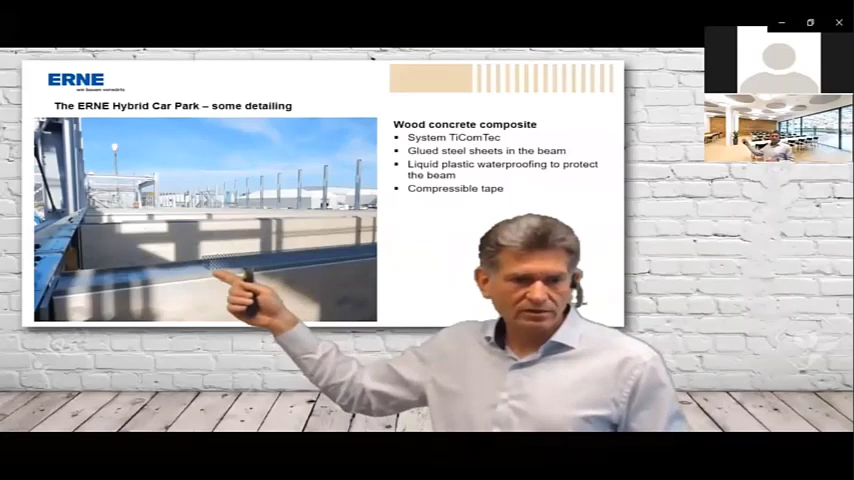 ERNE
wir bauen vorwärts
The ERNE Hybrid Car Park – some detailing
Wood concrete composite
System TiComTec
Glued steel sheets in the beam
Liquid plastic waterproofing to protect
the beam
Compressible tape